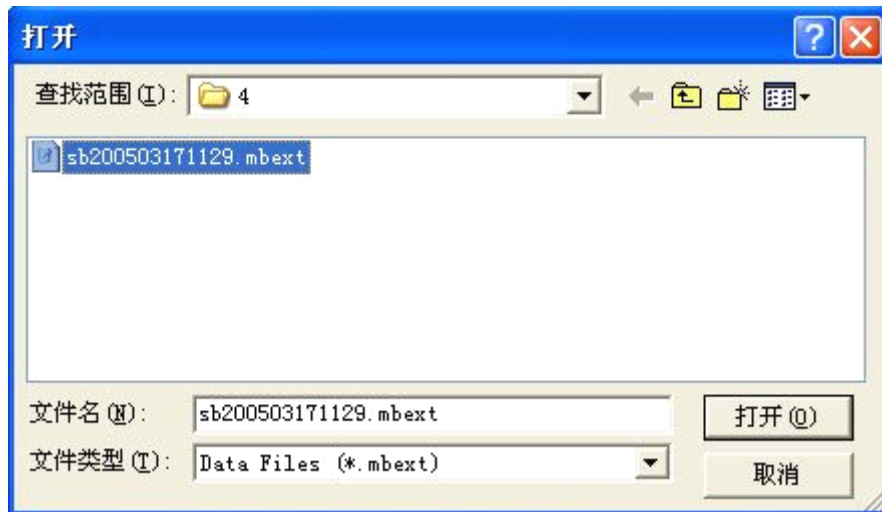 打开
查找范围(I): 4
sb200503171129.mbext
文件名(N): sb200503171129.mbext 打开(O)
文件类型(T): Data Files (*.mbext) 取消